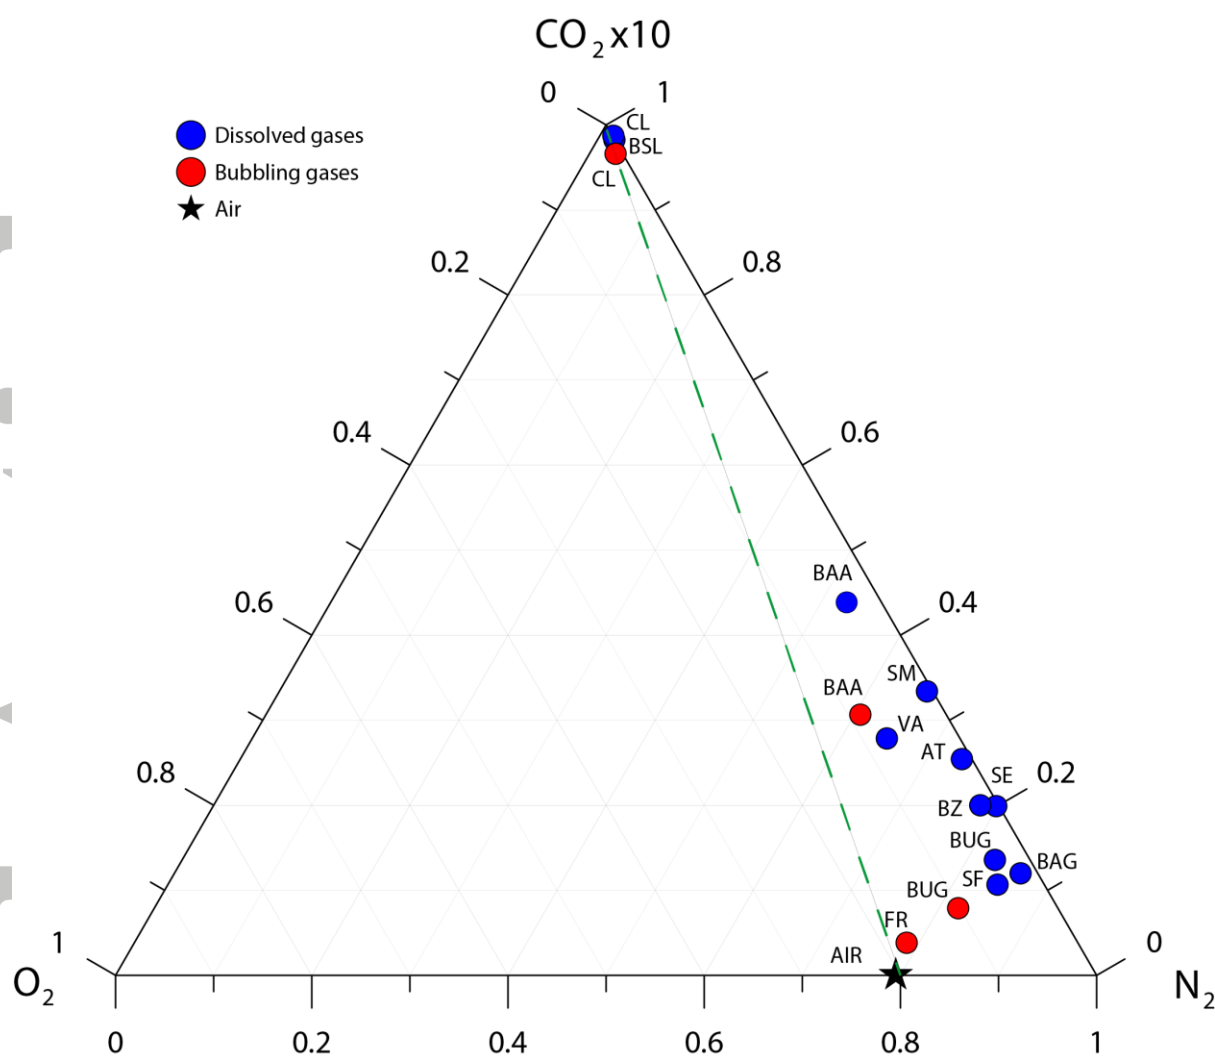 CO2x10
0 1
Dissolved gases
Bubbling gases
Air
CL
BSL
CL
0.2 0.8
0.4 0.6
BAA
0.6 0.4
SM
BAA
VA
AT
SE
0.8 0.2
BZ
BUG
BAG
SF
BUG
FR
AIR
1 0
O2 N2
0 0.2 0.4 0.6 0.8 1